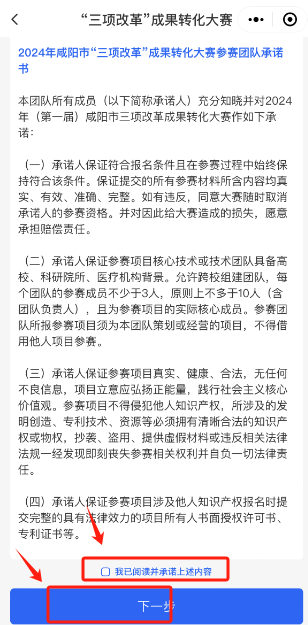 “三项改革”成果转化大赛
2024年咸阳市“三项改革”成果转化大赛参赛团队承诺
书
本团队所有成员（以下简称承诺人）充分知晓并对2024
年（第一届）咸阳市三项改革成果转化大赛作如下承
诺：
（一）承诺人保证符合报名条件且在参赛过程中始终保
持符合该条件。保证提交的所有参赛材料所含内容均真
实、有效、准确、完整。如有违反，同意大赛随时取消
承诺人的参赛资格。并对因此给大赛造成的损失，愿意
承担赔偿责任。
（二）承诺人保证参赛项目核心技术或技术团队具备高
校、科研院所、医疗机构背景。允许跨校组建团队，每
个团队的参赛成员不少于3人，原则上不多于10人（含
团队负责人），且为参赛项目的实际核心成员。参赛团
队所报参赛项目须为本团队策划或经营的项目，不得借
用他人项目参赛。
（三）承诺人保证参赛项目真实、健康、合法，无任何
不良信息，项目立意应弘扬正能量，践行社会主义核心
价值观。参赛项目不得侵犯他人知识产权，所涉及的发
明创造、专利技术、资源等必须拥有清晰合法的知识产
权或物权，抄袭、盗用、提供虚假材料或违反相关法律
法规一经发现即刻丧失参赛相关权利并自负一切法律责
任。
（四）承诺人保证参赛项目涉及他人知识产权报名时提
交完整的具有法律效力的项目所有人书面授权许可书、
专利证书等。
我已阅读并承诺上述内容
下一步